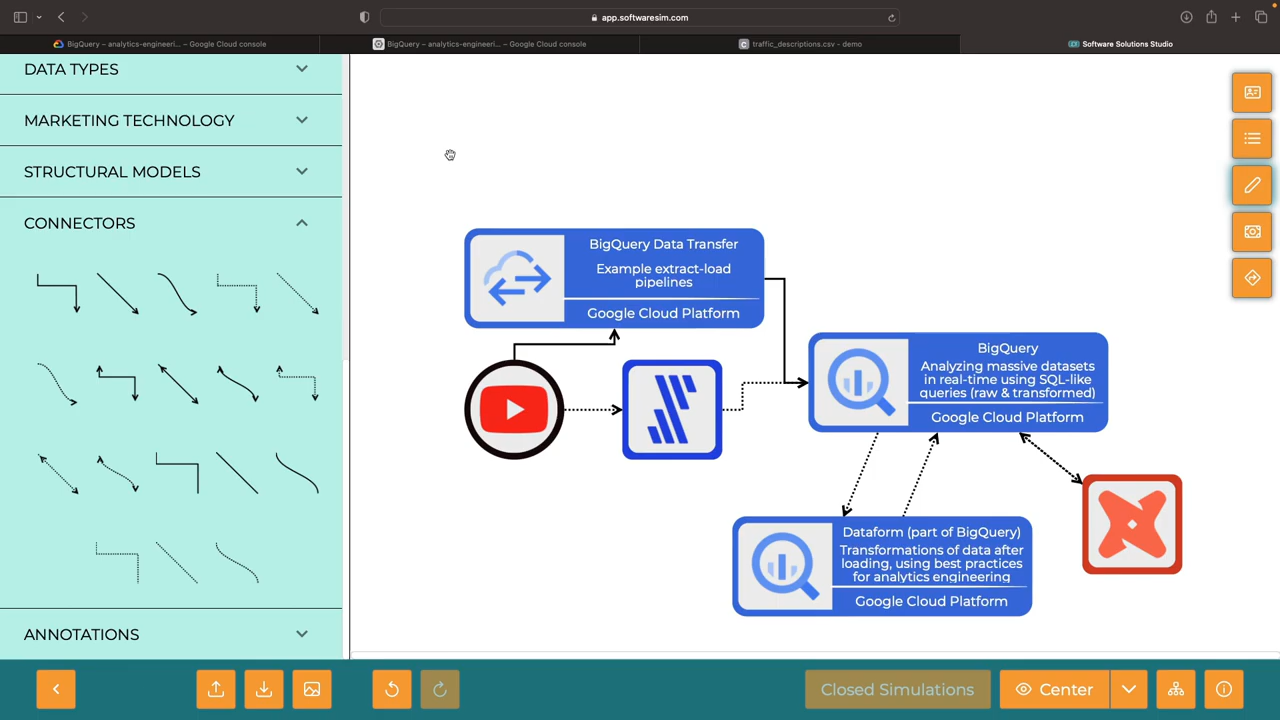 app.softwaresim.com
BigQuery – analytics-engineeri... – Google Cloud console
BigQuery – analytics-engineeri... – Google Cloud console
traffic_descriptions.csv - demo
Software Solutions Studio
DATA TYPES
MARKETING TECHNOLOGY
STRUCTURAL MODELS
CONNECTORS
ANNOTATIONS
BigQuery Data Transfer
Example extract-load
pipelines
Google Cloud Platform
BigQuery
Analyzing massive datasets
in real-time using SQL-like
queries (raw & transformed)
Google Cloud Platform
Dataform (part of BigQuery)
Transformations of data after
loading, using best practices
for analytics engineering
Google Cloud Platform
Closed Simulations
Center